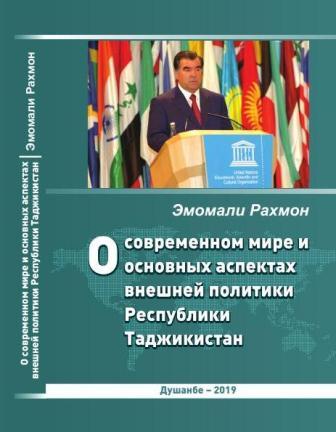 О современном мире и основных аспектах
внешней политики Республики Таджикистан
Эмомали Рахмон
United Nations
Educational, Scientific and
Cultural Organization
Эмомали Рахмон
О современном мире и
основных аспектах
внешней политики
Республики
Таджикистан
Душанбе – 2019